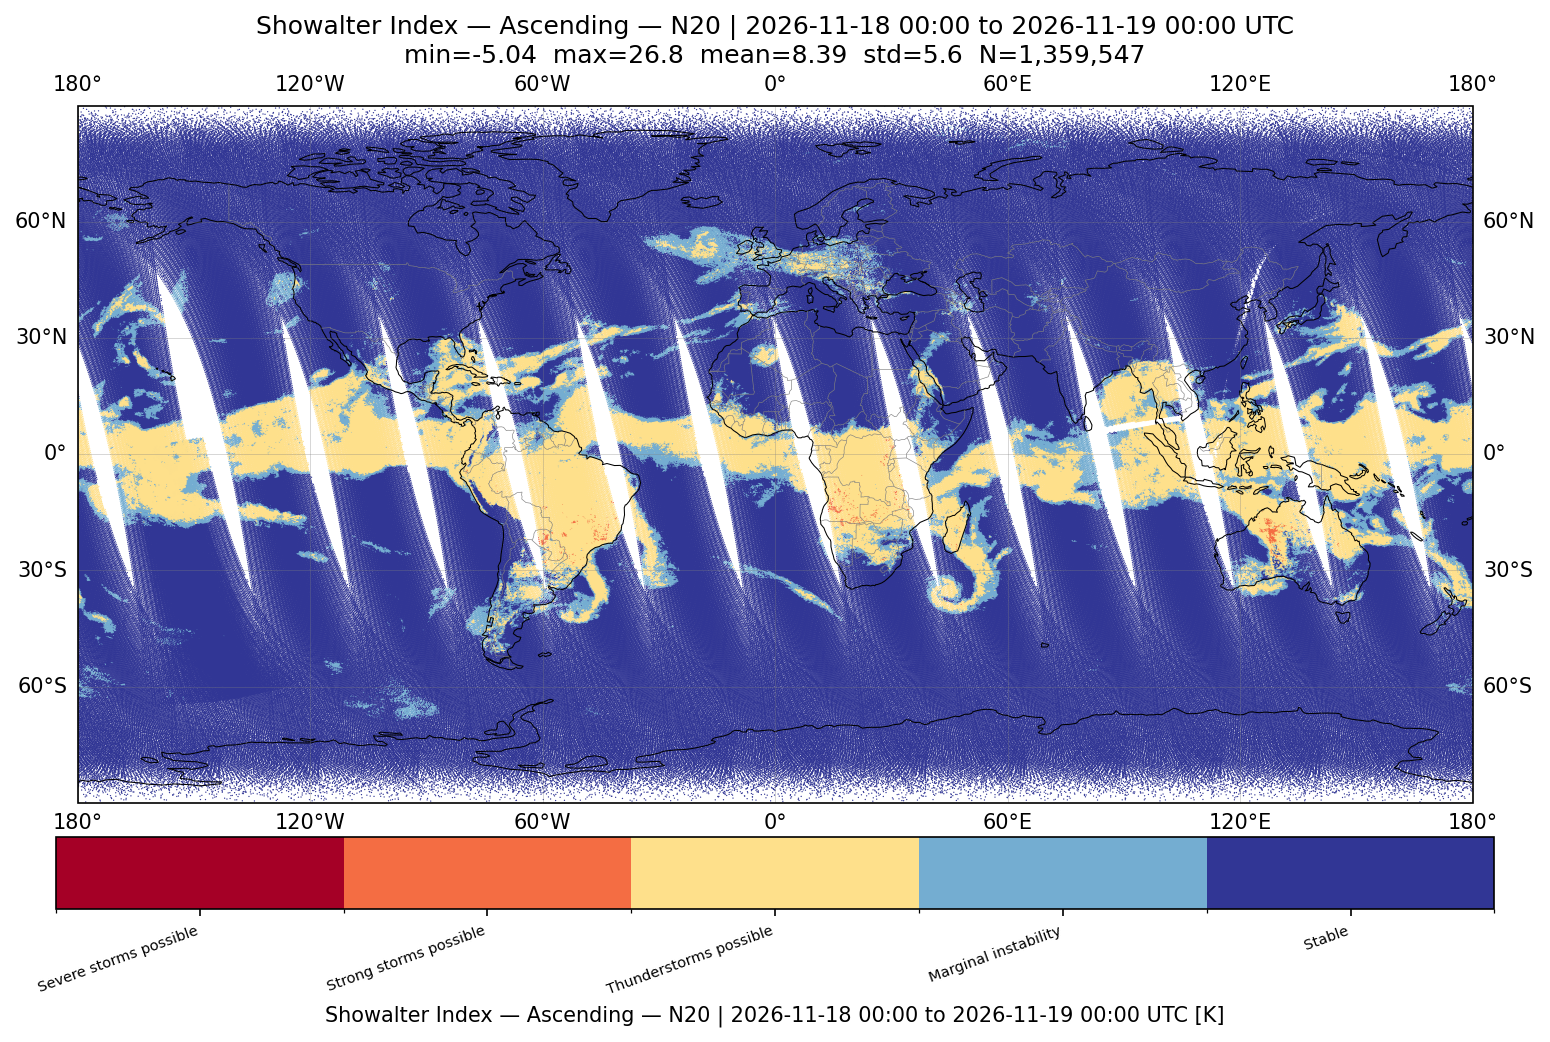 Showalter Index — Ascending — N20 | 2026-11-18 00:00 to 2026-11-19 00:00 UTC
min=-5.04 max=26.8 mean=8.39 std=5.6 N=1,359,547
180° 120°W 60°W 0° 60°E 120°E 180°
60°N 60°N
30°N 30°N
0° 0°
30°S 30°S
60°S 60°S
180° 120°W 60°W 0° 60°E 120°E 180°
Severe storms possible
Strong storms possible
Thunderstorms possible
Marginal instability
Stable
Showalter Index — Ascending — N20 | 2026-11-18 00:00 to 2026-11-19 00:00 UTC [K]